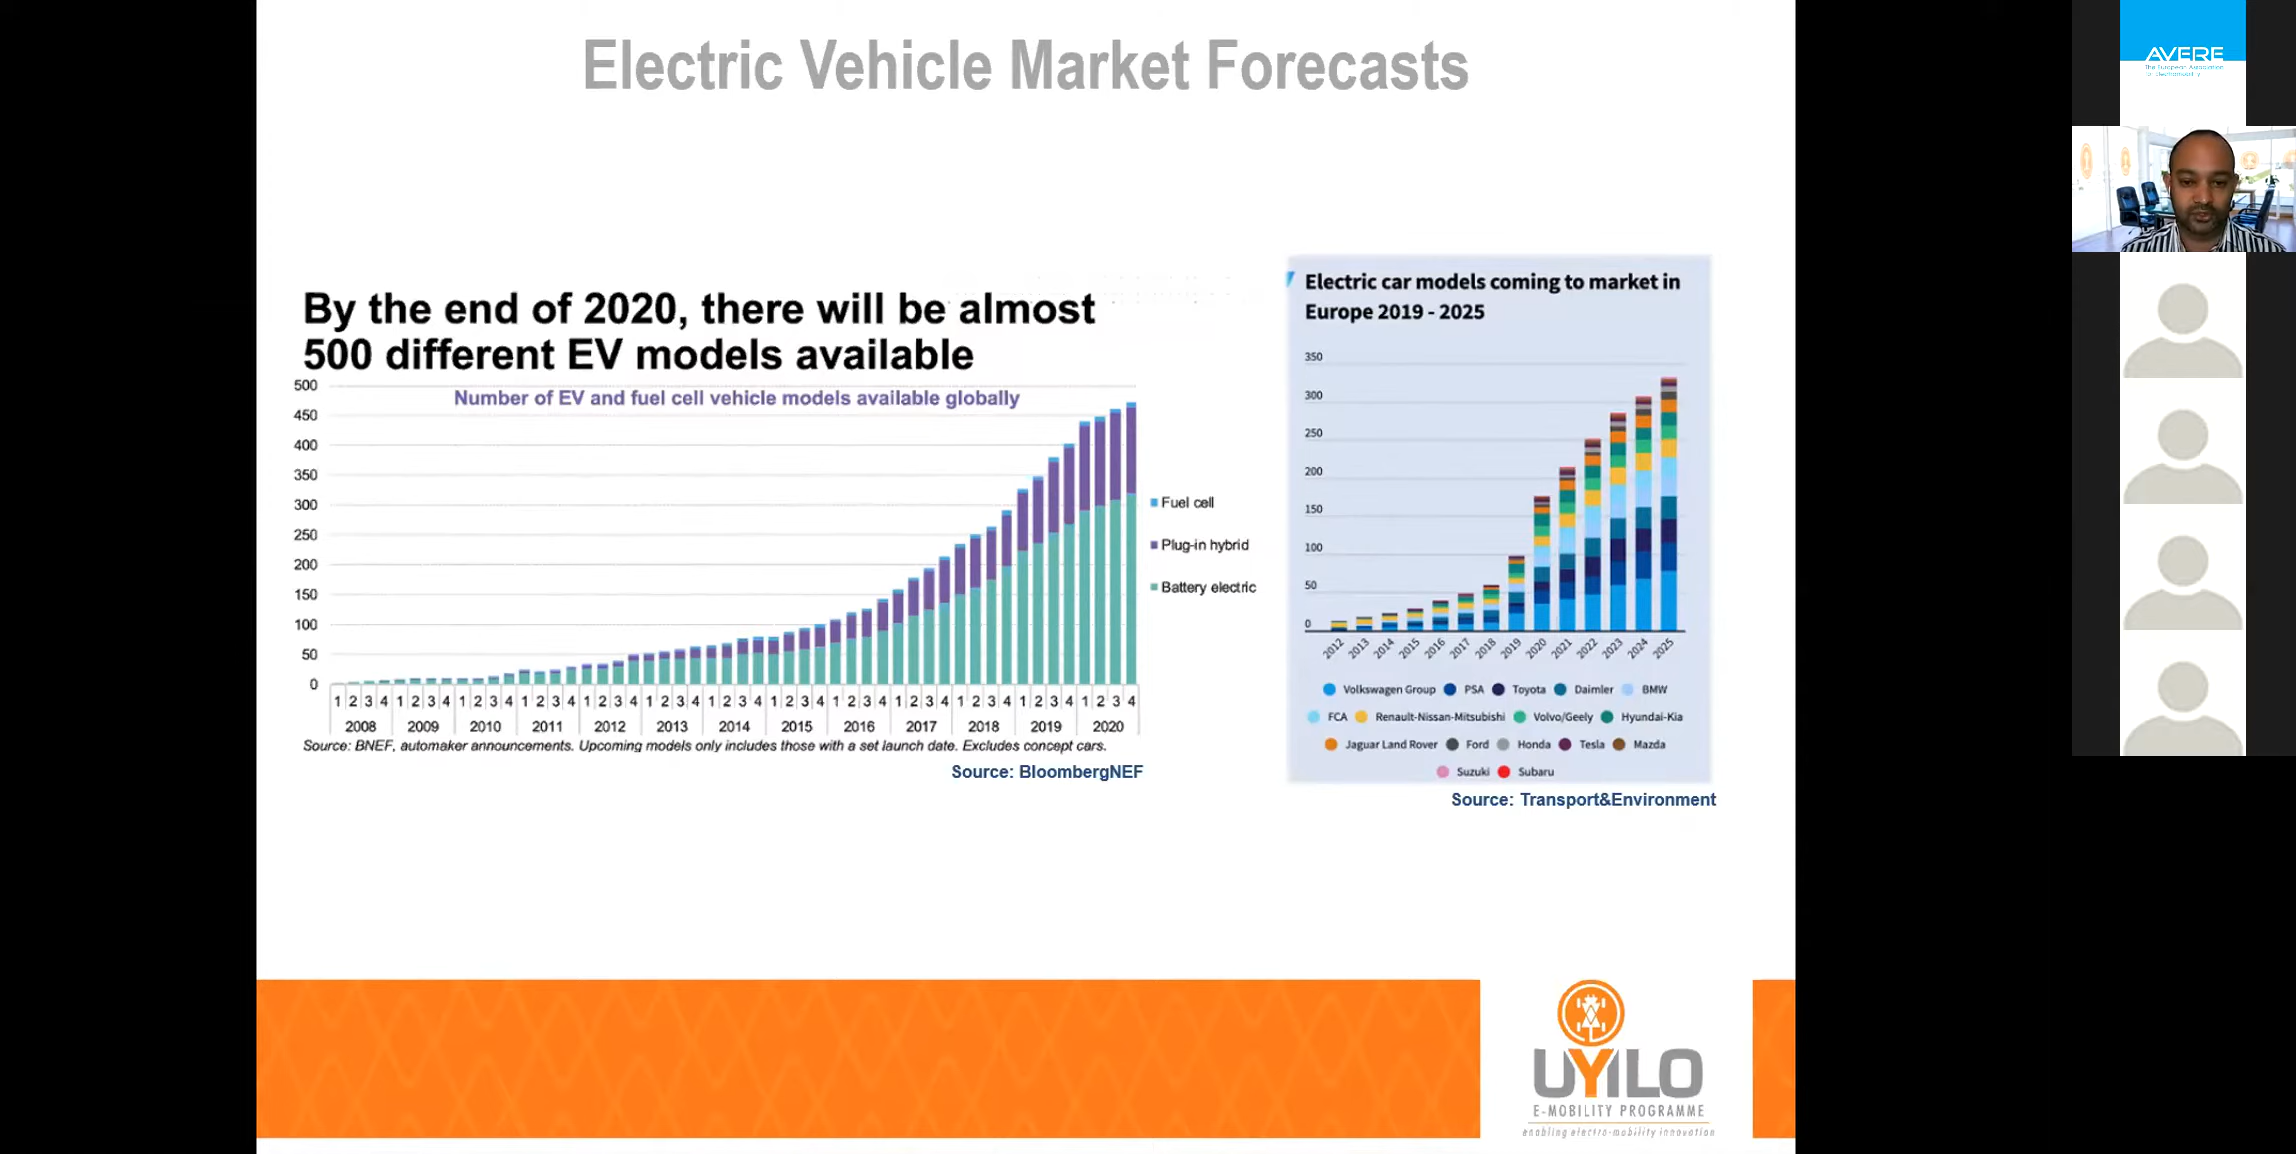 Electric Vehicle Market Forecasts
AVERE
The European Association
for Electromobility
By the end of 2020, there will be almost
500 different EV models available
Number of EV and fuel cell vehicle models available globally
500
450
400
350
300
250
200
150
100
50
0
Fuel cell
Plug-in hybrid
Battery electric
1 2 3 4 1 2 3 4 1 2 3 4 1 2 3 4 1 2 3 4 1 2 3 4 1 2 3 4 1 2 3 4 1 2 3 4 1 2 3 4 1 2 3 4 1 2 3 4 1 2 3 4
2008 2009 2010 2011 2012 2013 2014 2015 2016 2017 2018 2019 2020
Source: BNEF, automaker announcements. Upcoming models only includes those with a set launch date. Excludes concept cars.
Source: BloombergNEF
Electric car models coming to market in
Europe 2019 - 2025
350
300
250
200
150
100
50
0
2012 2013 2014 2015 2016 2017 2018 2019 2020 2021 2022 2023 2024 2025
Volkswagen Group PSA Toyota Daimler BMW
FCA Renault-Nissan-Mitsubishi Volvo/Geely Hyundai-Kia
Jaguar Land Rover Ford Honda Tesla Mazda
Suzuki Subaru
Source: Transport&Environment
UYILO
E-MOBILITY PROGRAMME
enabling electro-mobility innovation